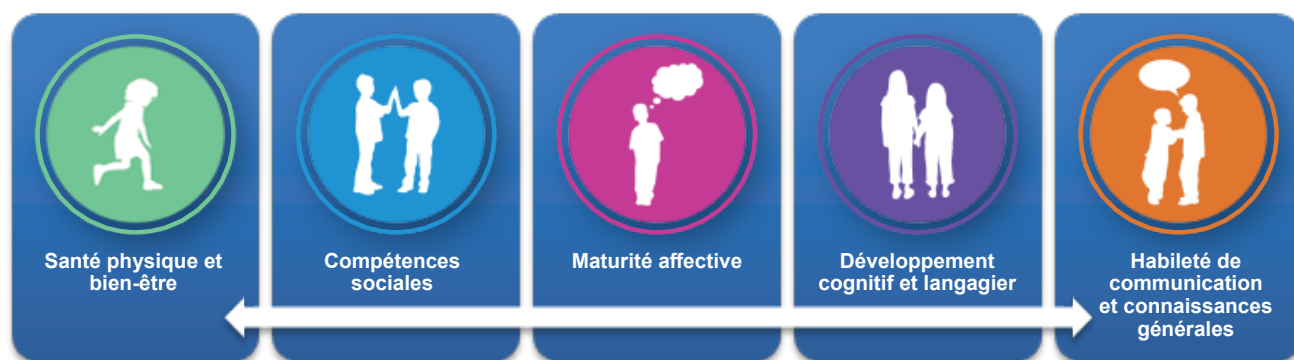 Santé physique et
bien-être
Compétences
sociales
Maturité affective
Développement
cognitif et langagier
Habileté de
communication
et connaissances
générales